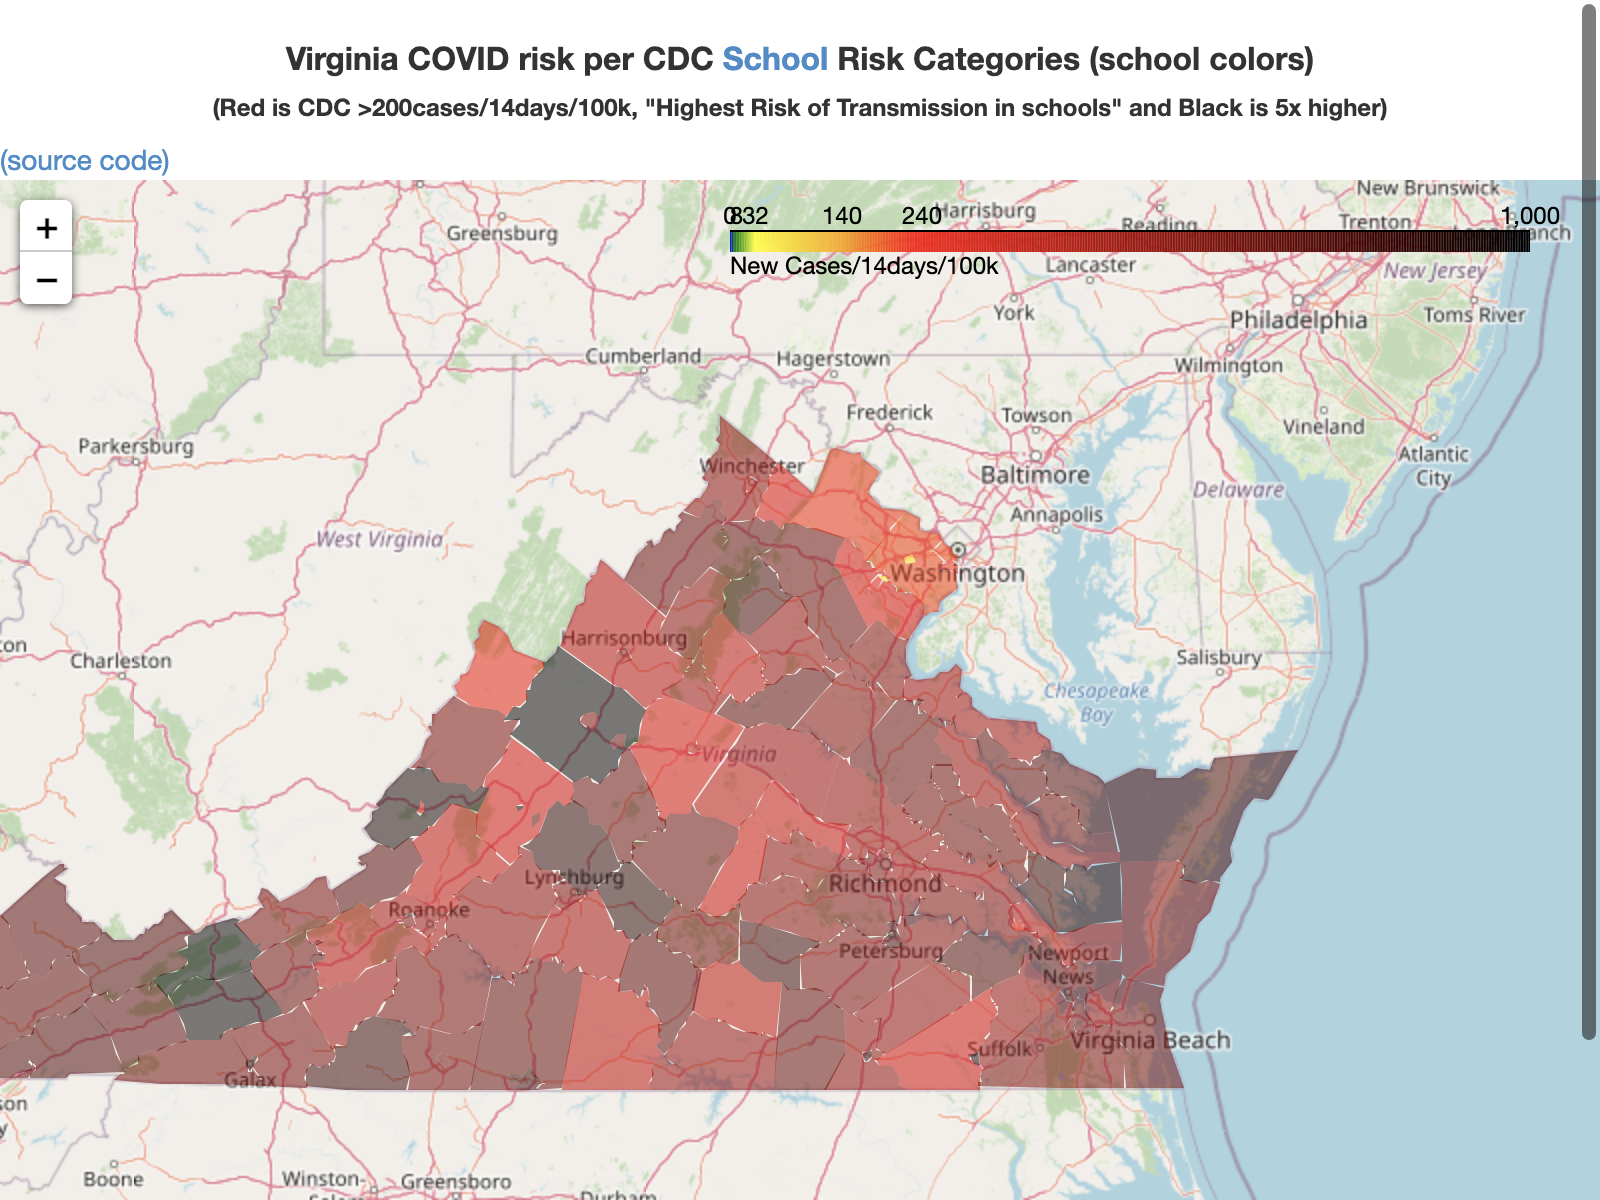 Virginia COVID risk per CDC School Risk Categories (school colors)
(Red is CDC >200cases/14days/100k, "Highest Risk of Transmission in schools" and Black is 5x higher)
(source code)
+
−
0 8 32 140 240 1,000
New Cases/14days/100k
New Brunswick
Harrisburg
Reading
Trenton
Greensburg
Lancaster
New Jersey
York
Philadelphia
Toms River
Cumberland
Hagerstown
Wilmington
Frederick
Towson
Vineland
Parkersburg
Winchester
Baltimore
Atlantic
City
Delaware
Annapolis
West Virginia
Washington
Harrisonburg
Charleston
Salisbury
Chesapeake
Bay
Virginia
Lynchburg
Richmond
Roanoke
Petersburg
Newport
News
Virginia Beach
Suffolk
Galax
Boone
Winston-
Greensboro
Durham